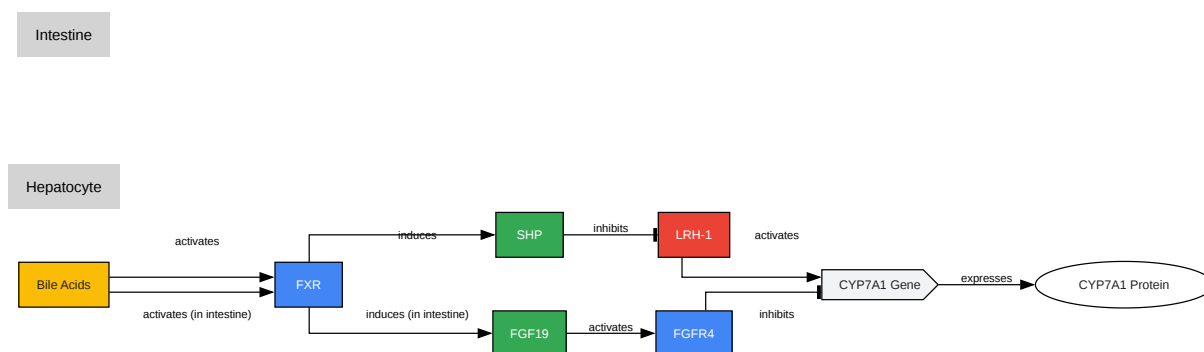 Intestine
Hepatocyte
SHP
inhibits
LRH-1
activates
induces
activates
Bile Acids
FXR
CYP7A1 Gene
expresses
CYP7A1 Protein
activates (in intestine)
induces (in intestine)
inhibits
FGF19
activates
FGFR4